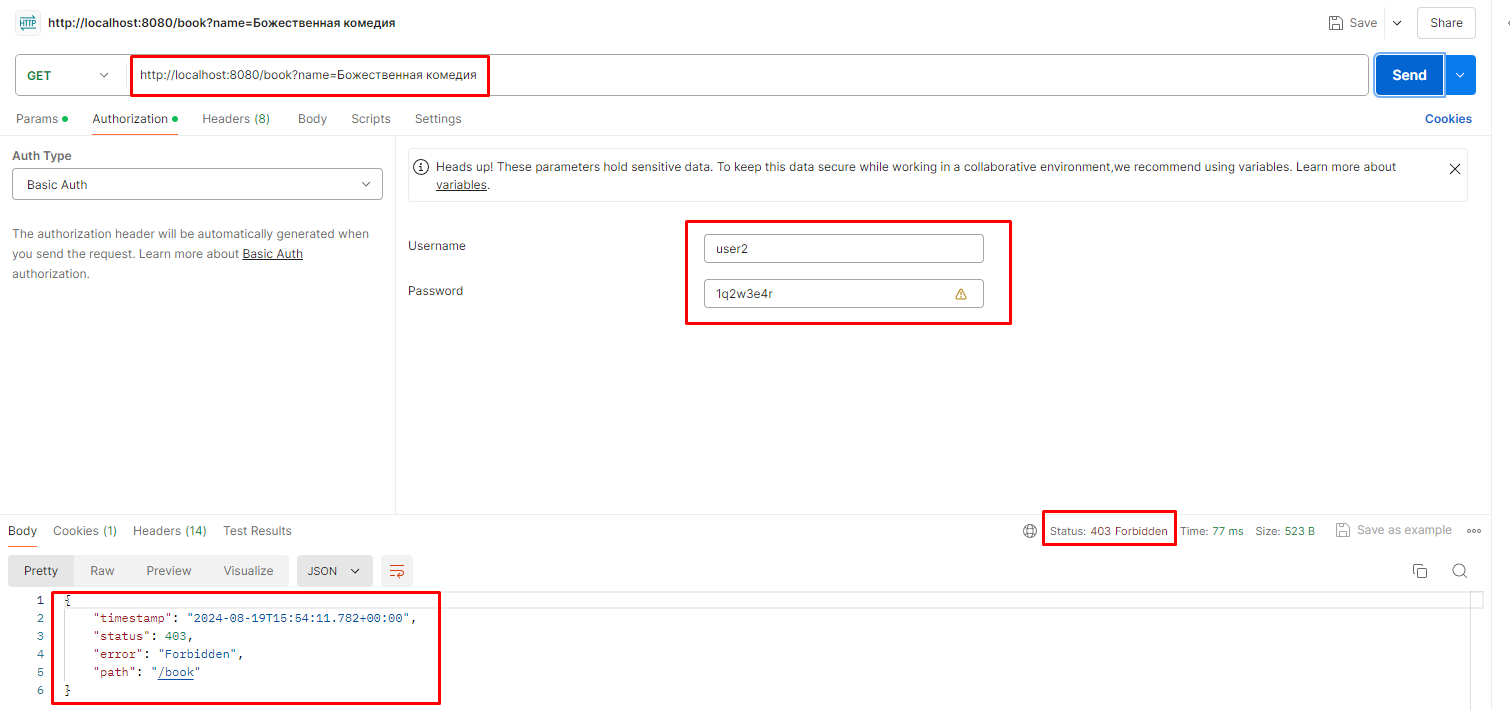 HTTP http://localhost:8080/book?name=Божественная комедия Save Share
GET http://localhost:8080/book?name=Божественная комедия Send
Params Authorization Headers (8) Body Scripts Settings Cookies
Auth Type
Basic Auth
The authorization header will be automatically generated when
you send the request. Learn more about Basic Auth
authorization.
Heads up! These parameters hold sensitive data. To keep this data secure while working in a collaborative environment,we recommend using variables. Learn more about
variables.
Username user2
Password 1q2w3e4r
Body Cookies (1) Headers (14) Test Results Status: 403 Forbidden Time: 77 ms Size: 523 B Save as example
Pretty Raw Preview Visualize JSON
1 {
2 "timestamp": "2024-08-19T15:54:11.782+00:00",
3 "status": 403,
4 "error": "Forbidden",
5 "path": "/book"
6 }